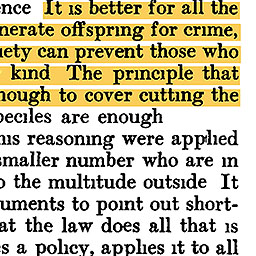 ence It is better for all the
nerate offspring for crime,
iety can prevent those who
kind The principle that
nough to cover cutting the
beciles are enough
his reasoning were applied
smaller number who are in
o the multitude outside It
uments to point out short-
at the law does all that is
s a policy, applies it to all